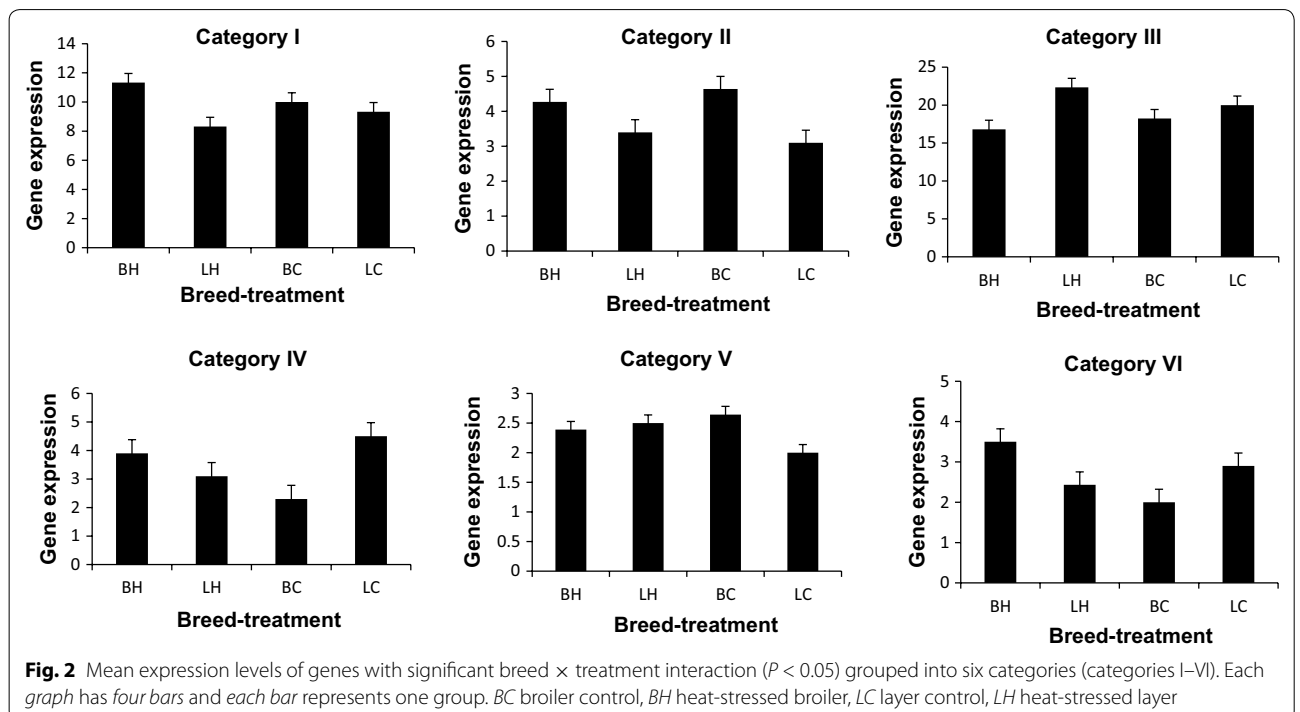 Category I
Gene expression
14
12
10
8
6
4
2
0
BH LH BC LC
Breed-treatment
Category II
Gene expression
6
5
4
3
2
1
0
BH LH BC LC
Breed-treatment
Category III
Gene expression
25
20
15
10
5
0
BH LH BC LC
Breed-treatment
Category IV
Gene expression
6
5
4
3
2
1
0
BH LH BC LC
Breed-treatment
Category V
Gene expression
3
2.5
2
1.5
1
0.5
0
BH LH BC LC
Breed-treatment
Category VI
Gene expression
5
4
3
2
1
0
BH LH BC LC
Breed-treatment
Fig. 2 Mean expression levels of genes with significant breed × treatment interaction (P < 0.05) grouped into six categories (categories I–VI). Each
graph has four bars and each bar represents one group. BC broiler control, BH heat-stressed broiler, LC layer control, LH heat-stressed layer